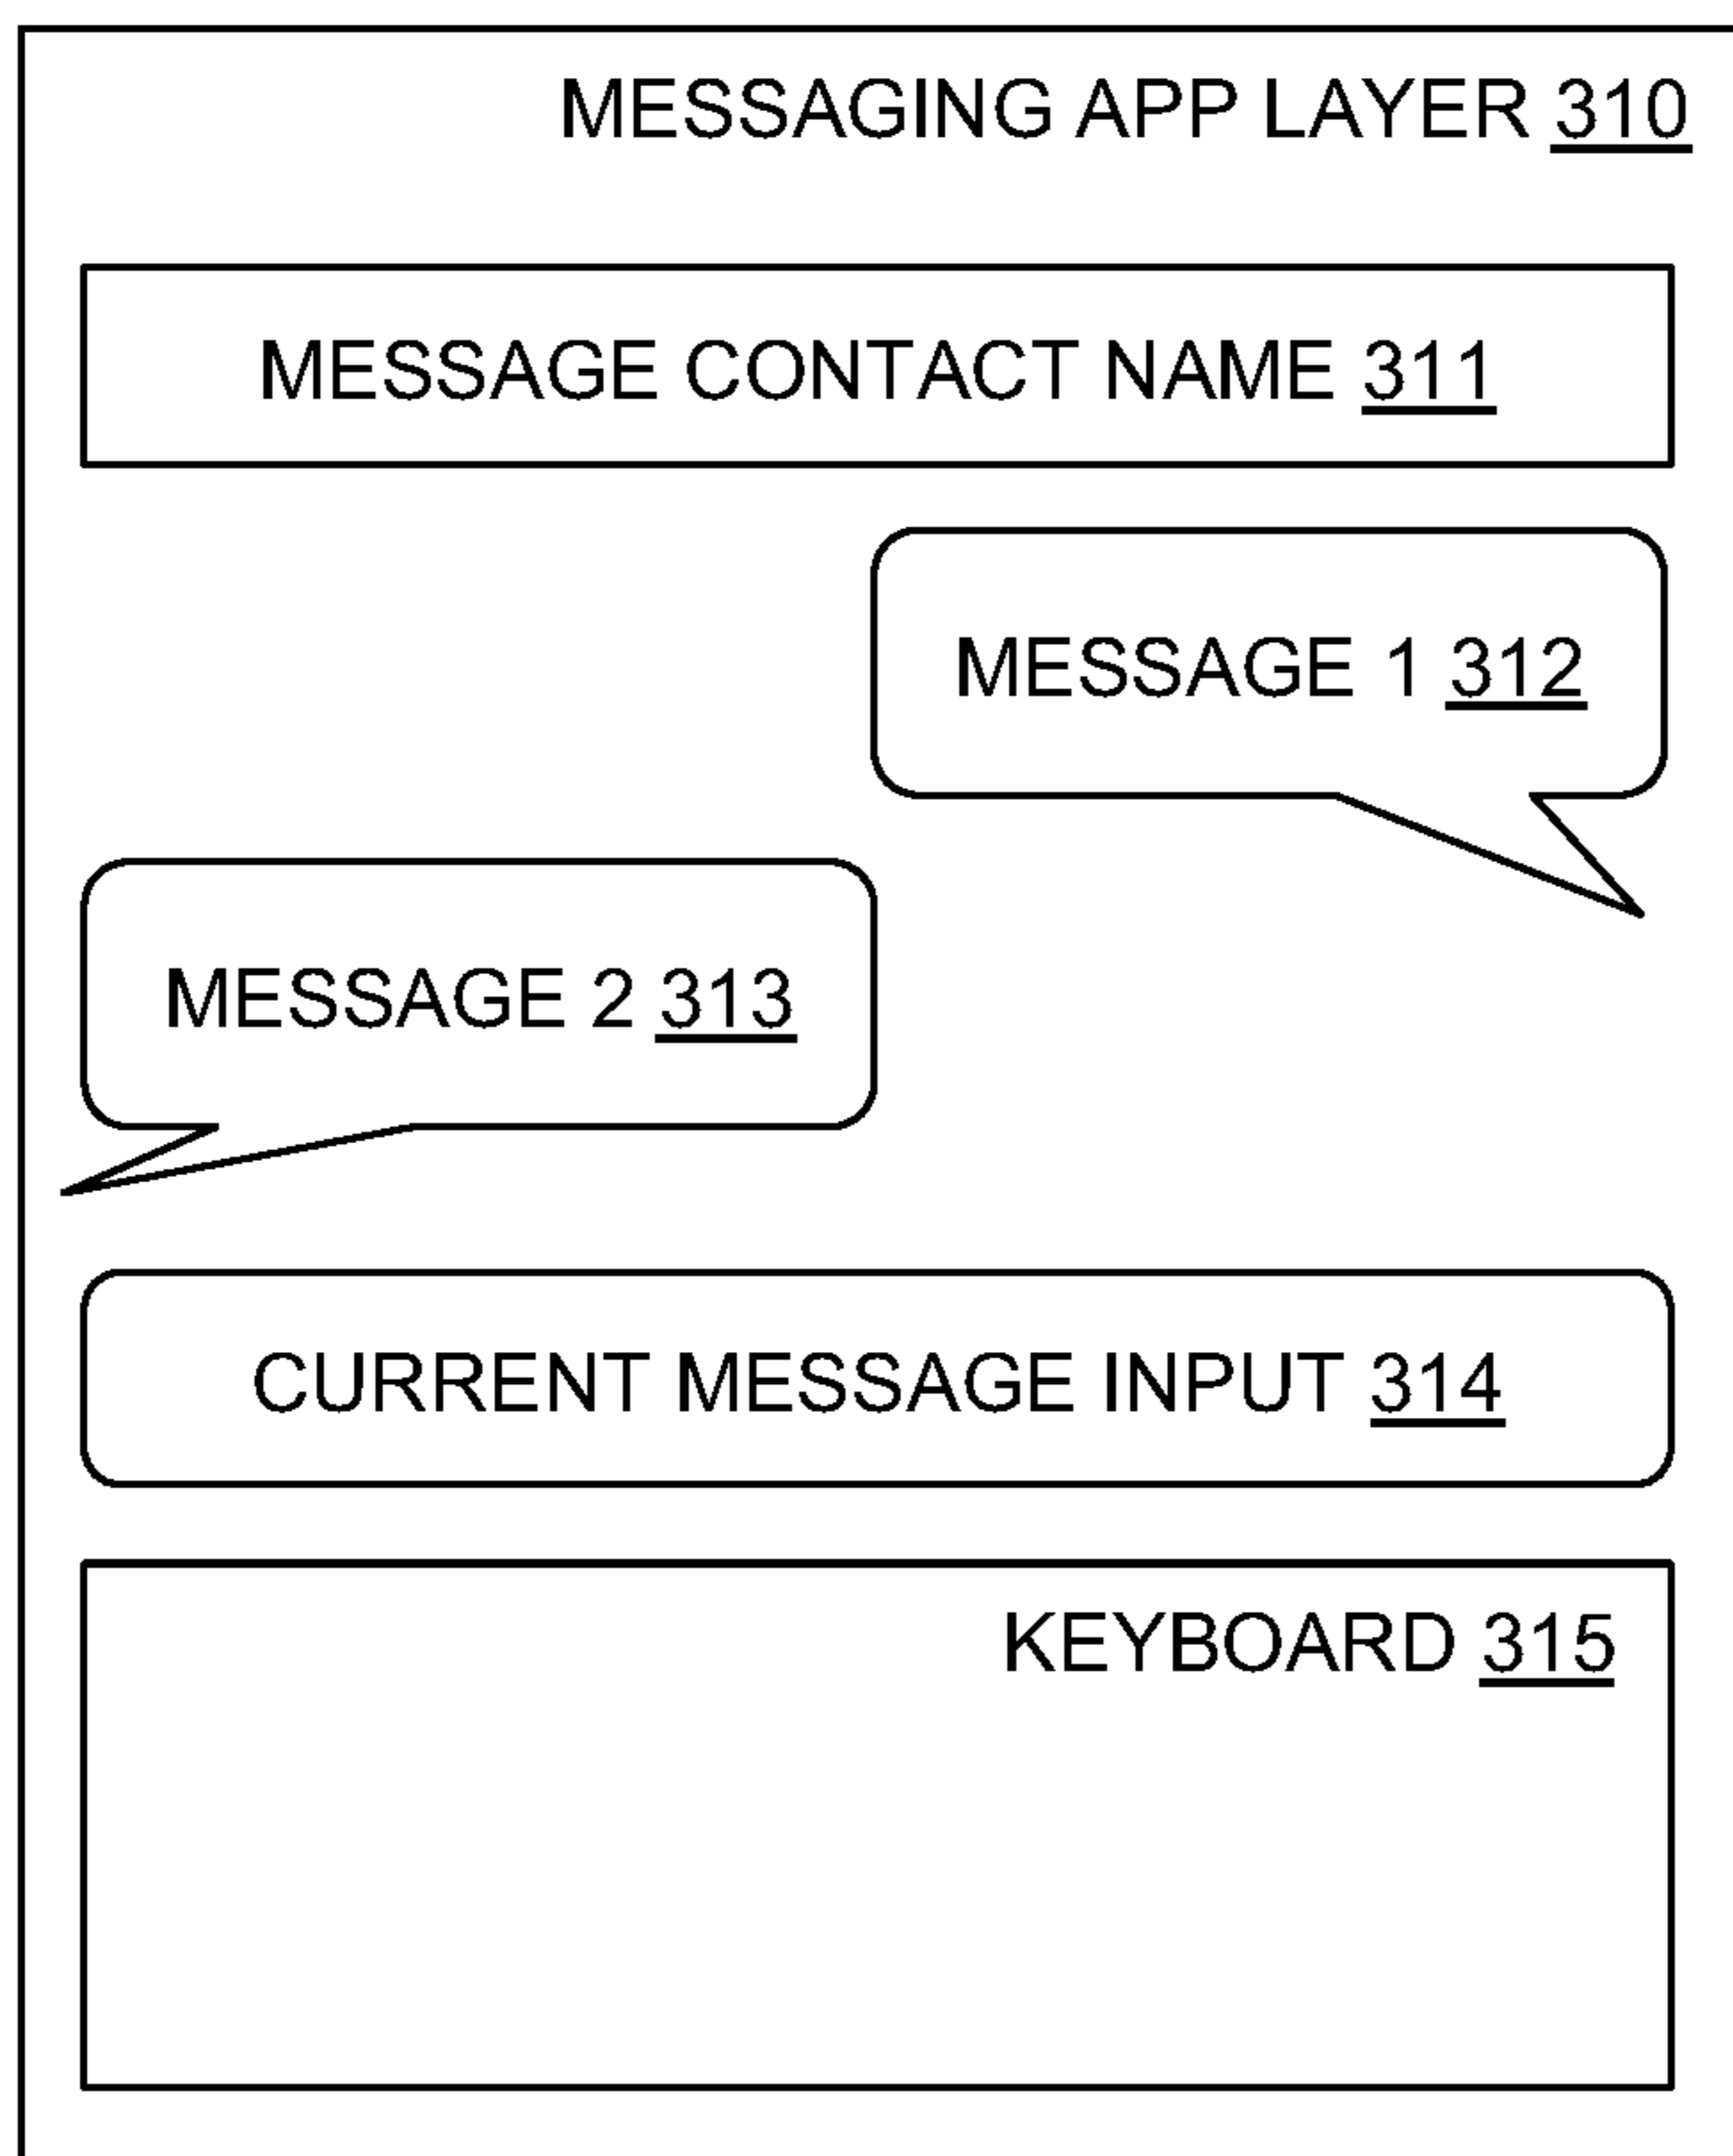 MESSAGING APP LAYER 310
MESSAGE CONTACT NAME 311
MESSAGE 1 312
MESSAGE 2 313
CURRENT MESSAGE INPUT 314
KEYBOARD 315